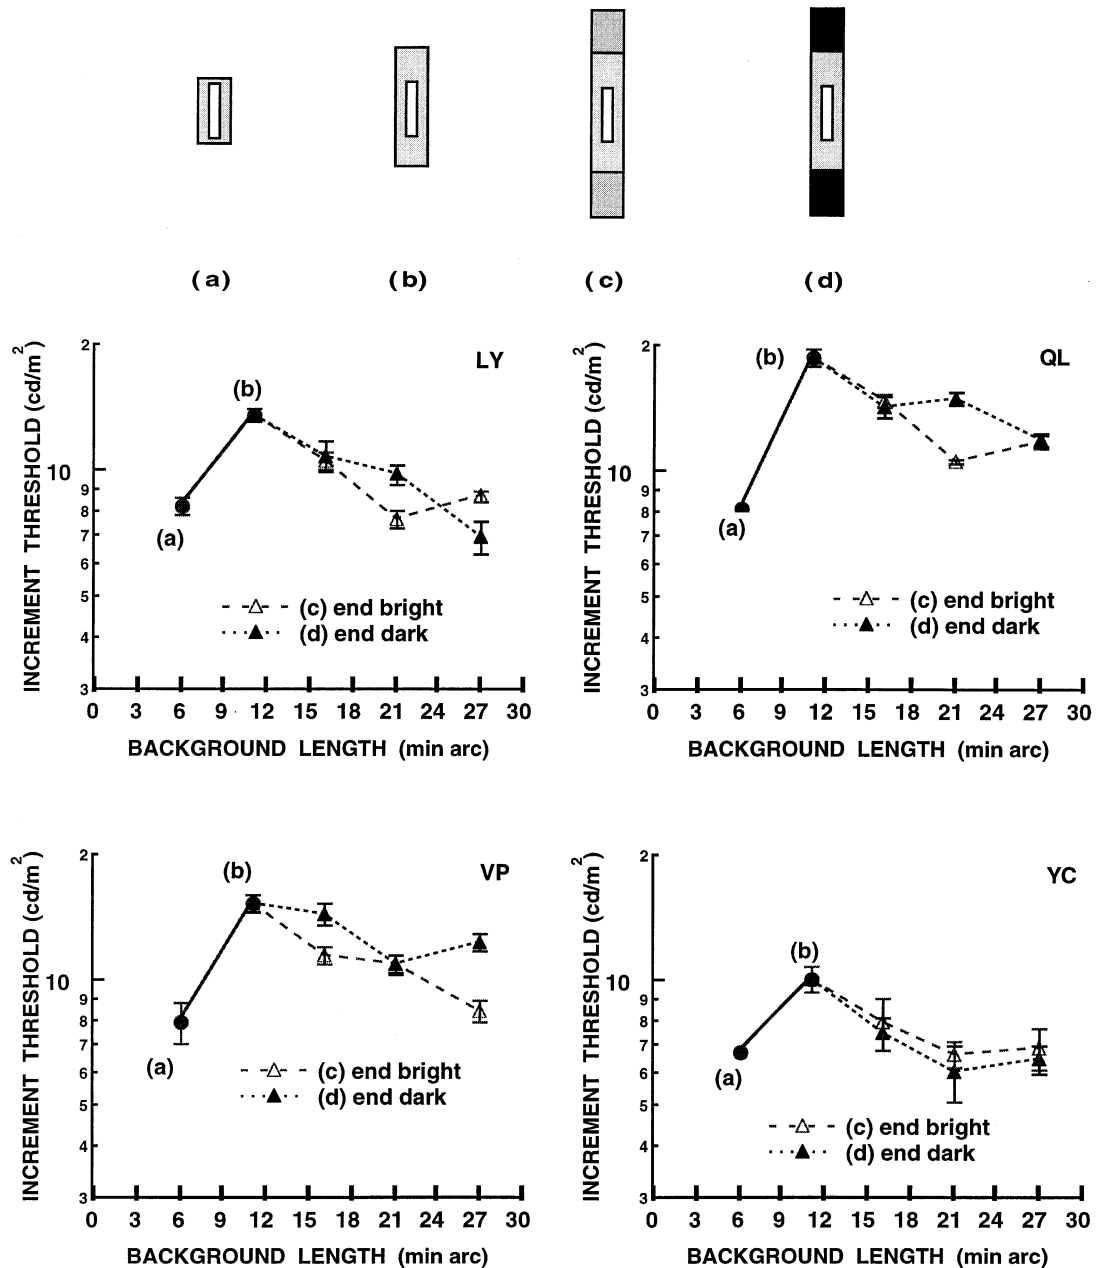 (a) (b) (c) (d)
INCREMENT THRESHOLD (cd/m²)
2
10
9
8
7
6
5
4
3
LY
(b)
(a)
(c) end bright
(d) end dark
0 3 6 9 12 15 18 21 24 27 30
BACKGROUND LENGTH (min arc)
INCREMENT THRESHOLD (cd/m²)
2
10
9
8
7
6
5
4
3
QL
(b)
(a)
(c) end bright
(d) end dark
0 3 6 9 12 15 18 21 24 27 30
BACKGROUND LENGTH (min arc)
INCREMENT THRESHOLD (cd/m²)
2
10
9
8
7
6
5
4
3
VP
(b)
(a)
(c) end bright
(d) end dark
0 3 6 9 12 15 18 21 24 27 30
BACKGROUND LENGTH (min arc)
INCREMENT THRESHOLD (cd/m²)
2
10
9
8
7
6
5
4
3
YC
(b)
(a)
(c) end bright
(d) end dark
0 3 6 9 12 15 18 21 24 27 30
BACKGROUND LENGTH (min arc)